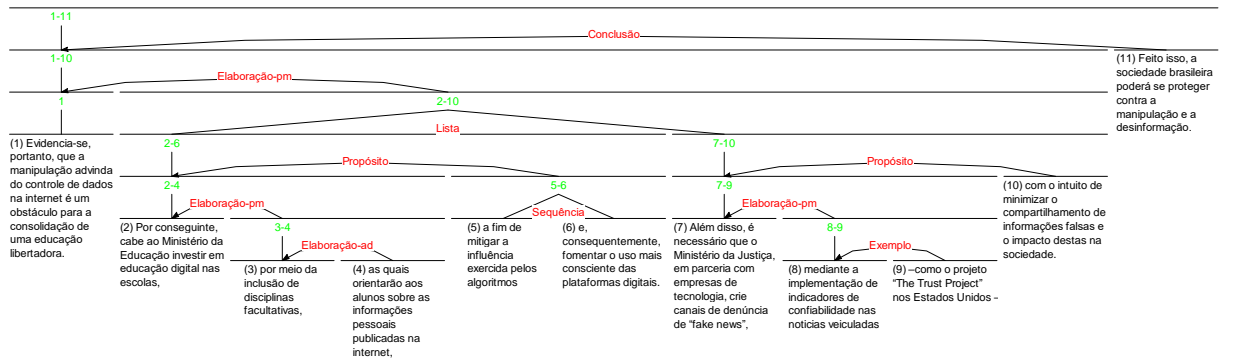 1-11
Conclusão
1-10
Elaboração-pm
1
2-10
Lista
2-6
7-10
Propósito
Propósito
2-4
5-6
7-9
Elaboração-pm
Sequência
Elaboração-pm
3-4
8-9
Elaboração-ad
Exemplo
(1) Evidencia-se,
portanto, que a
manipulação advinda
do controle de dados
na internet é um
obstáculo para a
consolidação de
uma educação
libertadora.
(2) Por conseguinte,
cabe ao Ministério da
Educação investir em
educação digital nas
escolas,
(3) por meio da
inclusão de
disciplinas
facultativas,
(4) as quais
orientarão aos
alunos sobre as
informações
pessoais
publicadas na
internet,
(5) a fim de
mitigar a
influência
exercida pelos
algoritmos
(6) e,
consequentemente,
fomentar o uso mais
consciente das
plataformas digitais.
(7) Além disso, é
necessário que o
Ministério da Justiça,
em parceria com
empresas de
tecnologia, crie
canais de denúncia
de “fake news”,
(8) mediante a
implementação de
indicadores de
confiabilidade nas
noticias veiculadas
(9) –como o projeto
“The Trust Project”
nos Estados Unidos –
(10) com o intuito de
minimizar o
compartilhamento de
informações falsas e
o impacto destas na
sociedade.
(11) Feito isso, a
sociedade brasileira
poderá se proteger
contra a
manipulação e a
desinformação.